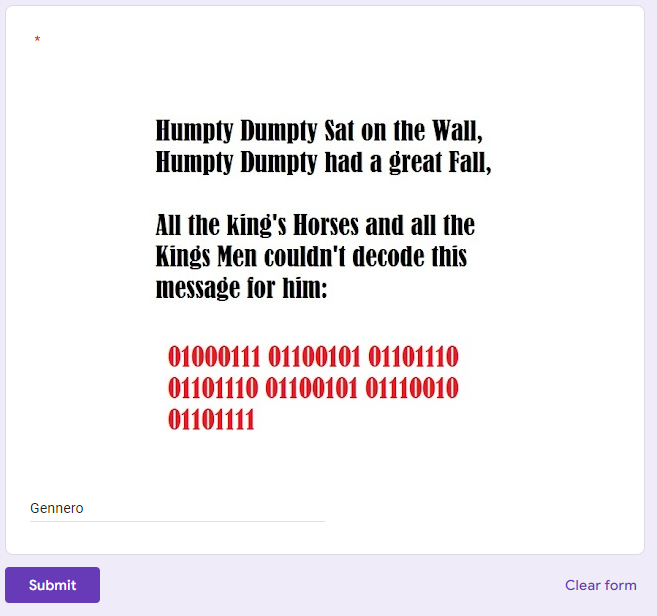 *
Humpty Dumpty Sat on the Wall,
Humpty Dumpty had a great Fall,
All the king's Horses and all the
Kings Men couldn't decode this
message for him:
01000111 01100101 01101110
01101110 01100101 01110010
01101111
Gennero
Submit
Clear form